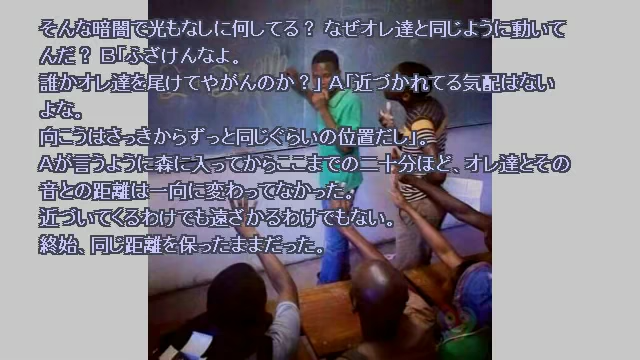 そんな暗闇で光もなしに何してる？ なぜオレ達と同じように動いて
んだ？ B「ふざけんなよ。
誰かオレ達を尾けてやがんのか？」 A「近づかれてる気配はない
よな。
向こうはさっきからずっと同じぐらいの位置だし」。
Aが言うように森に入ってからここまでの二十分ほど、オレ達とその
音との距離は一向に変わってなかった。
近づいてくるわけでも遠ざかるわけでもない。
終始、同じ距離を保ったままだった。